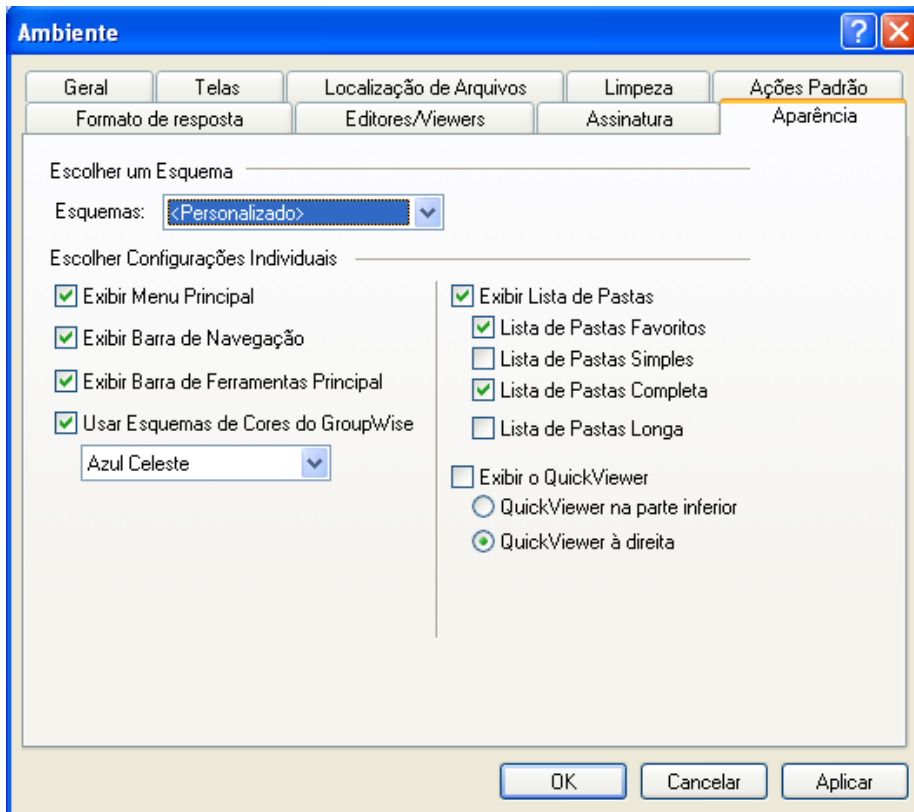 Ambiente
Geral
Telas
Localização de Arquivos
Limpeza
Ações Padrão
Formato de resposta
Editores/Viewers
Assinatura
Aparência
Escolher um Esquema
Esquemas:
<Personalizado>
Escolher Configurações Individuais
Exibir Menu Principal
Exibir Barra de Navegação
Exibir Barra de Ferramentas Principal
Usar Esquemas de Cores do GroupWise
Azul Celeste
Exibir Lista de Pastas
Lista de Pastas Favoritos
Lista de Pastas Simples
Lista de Pastas Completa
Lista de Pastas Longa
Exibir o QuickViewer
QuickViewer na parte inferior
QuickViewer à direita
OK
Cancelar
Aplicar